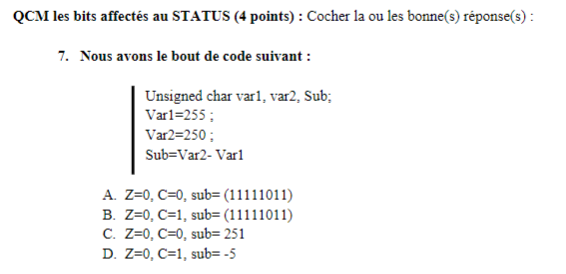 QCM les bits affectés au STATUS (4 points) : Cocher la ou les bonne(s) réponse(s) :
7. Nous avons le bout de code suivant :
Unsigned char var1, var2, Sub;
Var1=255 ;
Var2=250 ;
Sub=Var2- Var1
A. Z=0, C=0, sub= (11111011)
B. Z=0, C=1, sub= (11111011)
C. Z=0, C=0, sub= 251
D. Z=0, C=1, sub= -5